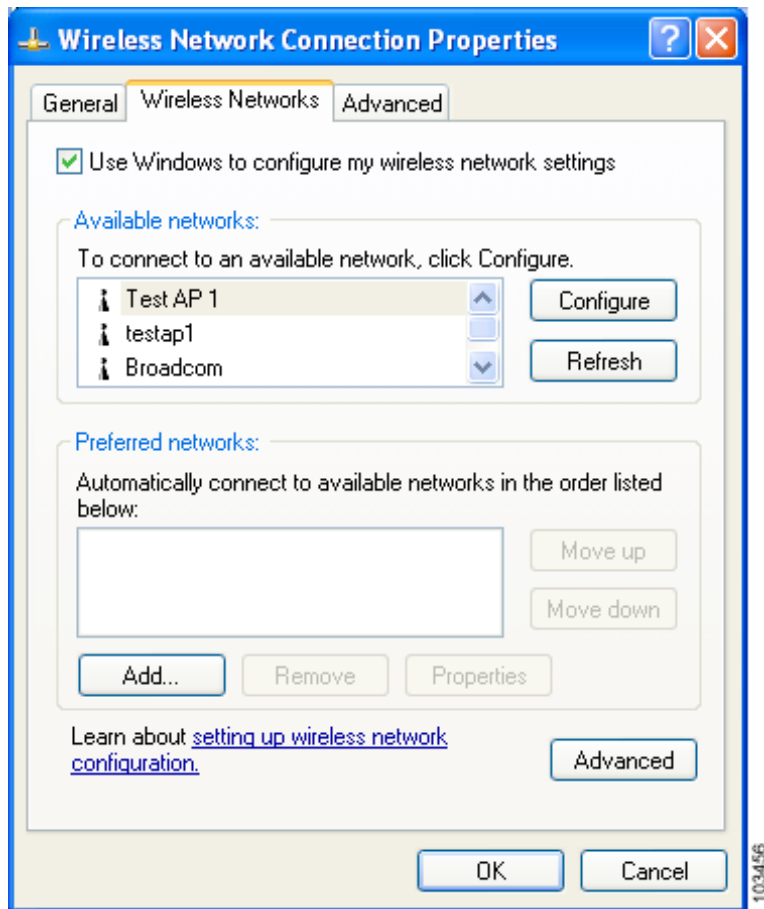 Wireless Network Connection Properties
General Wireless Networks Advanced
Use Windows to configure my wireless network settings
Available networks:
To connect to an available network, click Configure.
Test AP 1
testap1
Broadcom
Configure
Refresh
Preferred networks:
Automatically connect to available networks in the order listed
below:
Move up
Move down
Add... Remove Properties
Learn about setting up wireless network
configuration.
Advanced
OK Cancel
103456